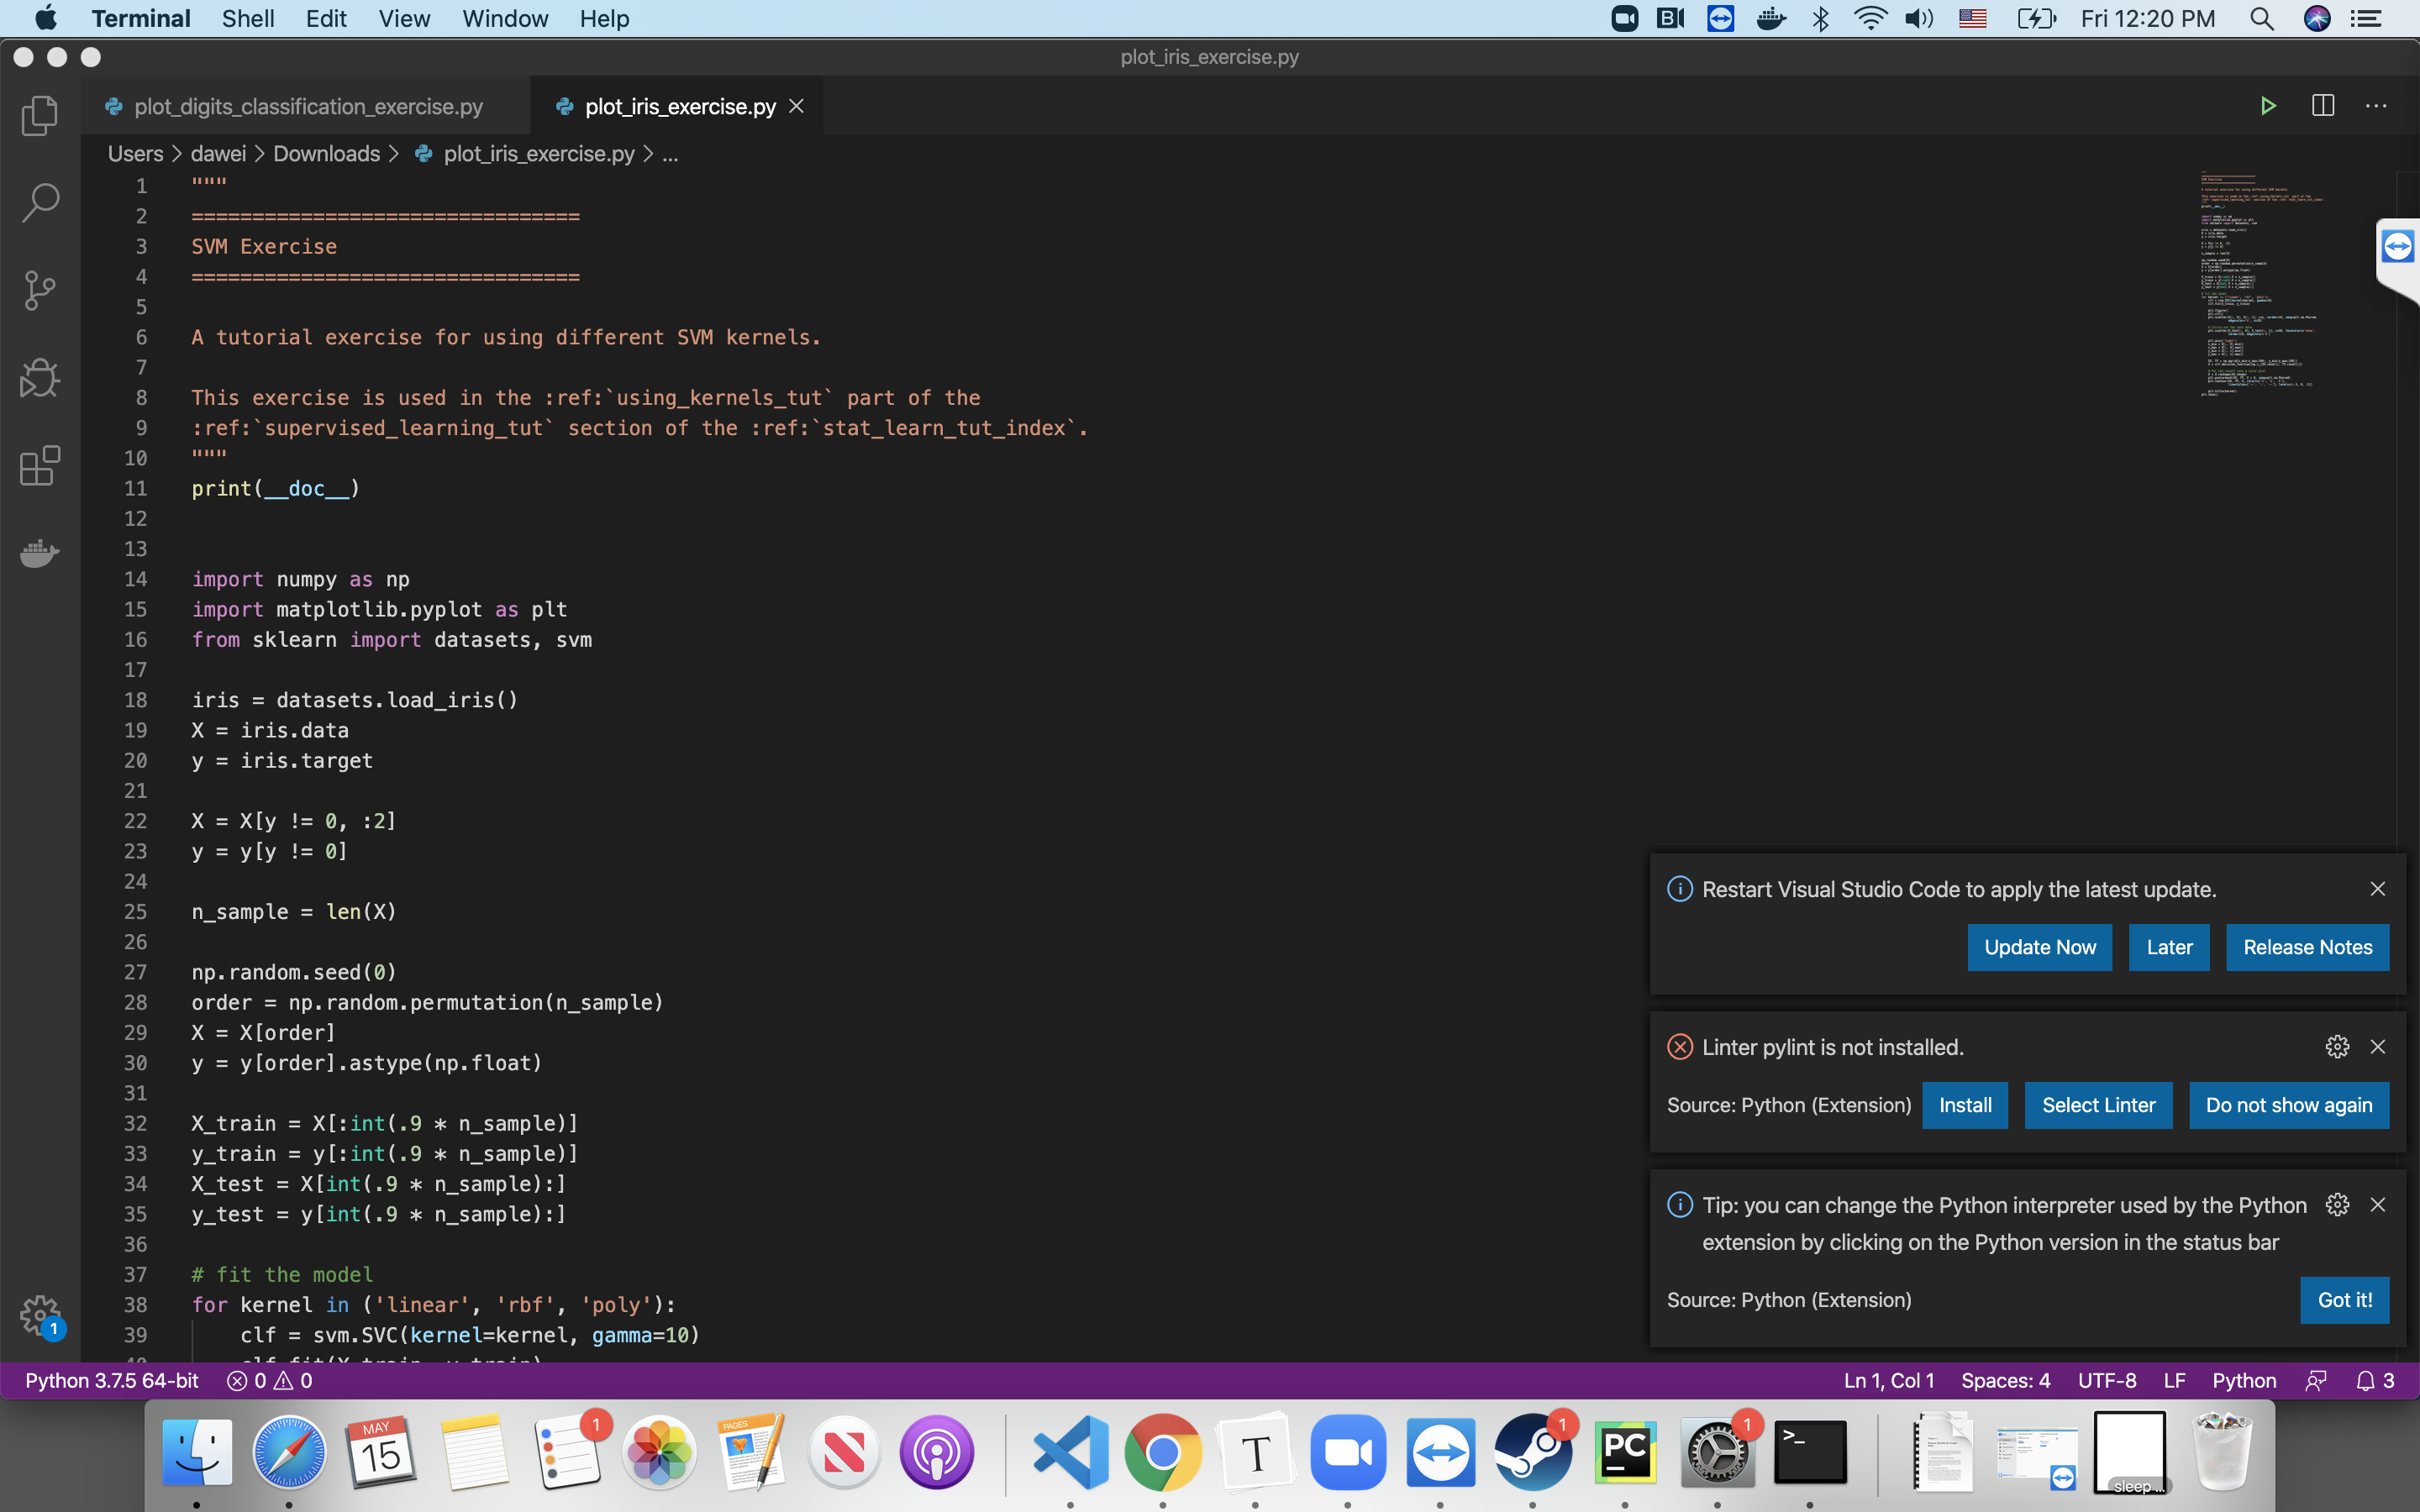 Terminal Shell Edit View Window Help Fri 12:20 PM
plot_iris_exercise.py
plot_digits_classification_exercise.py plot_iris_exercise.py
Users > dawei > Downloads > plot_iris_exercise.py > ...
1 """
2 ================================
3 SVM Exercise
4 ================================
5
6 A tutorial exercise for using different SVM kernels.
7
8 This exercise is used in the :ref:`using_kernels_tut` part of the
9 :ref:`supervised_learning_tut` section of the :ref:`stat_learn_tut_index`.
10 """
11 print(__doc__)
12
13
14 import numpy as np
15 import matplotlib.pyplot as plt
16 from sklearn import datasets, svm
17
18 iris = datasets.load_iris()
19 X = iris.data
20 y = iris.target
21
22 X = X[y != 0, :2]
23 y = y[y != 0]
24
25 n_sample = len(X)
26
27 np.random.seed(0)
28 order = np.random.permutation(n_sample)
29 X = X[order]
30 y = y[order].astype(np.float)
31
32 X_train = X[:int(.9 * n_sample)]
33 y_train = y[:int(.9 * n_sample)]
34 X_test = X[int(.9 * n_sample):]
35 y_test = y[int(.9 * n_sample):]
36
37 # fit the model
38 for kernel in ('linear', 'rbf', 'poly'):
39 clf = svm.SVC(kernel=kernel, gamma=10)
Restart Visual Studio Code to apply the latest update.
Update Now Later Release Notes
Linter pylint is not installed.
Source: Python (Extension) Install Select Linter Do not show again
Tip: you can change the Python interpreter used by the Python
extension by clicking on the Python version in the status bar
Source: Python (Extension) Got it!
1
Python 3.7.5 64-bit 0 0 Ln 1, Col 1 Spaces: 4 UTF-8 LF Python 3
MAY
15
1
PAGES
T
1
PC
1
>_
sleep...